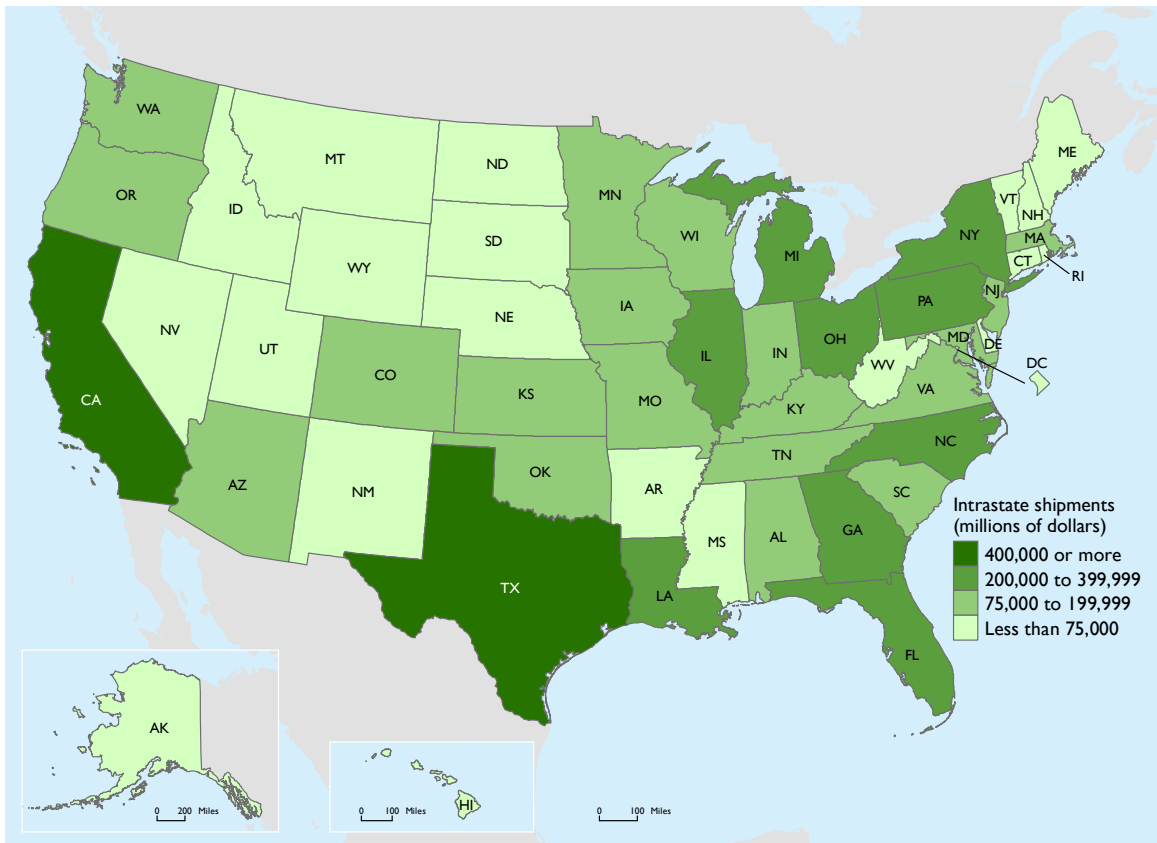 WA
MT
ND
ME
OR
ID
MN
VT
NH
SD
WI
NY
MA
WY
MI
CT
RI
NE
IA
PA
NJ
NV
UT
IL
IN
OH
MD
DE
WV
DC
CO
KS
MO
VA
CA
KY
NC
TN
AZ
NM
OK
AR
SC
MS
AL
GA
TX
LA
FL
Intrastate shipments
(millions of dollars)
400,000 or more
200,000 to 399,999
75,000 to 199,999
Less than 75,000
AK
0 200 Miles
HI
0 100 Miles
0 100 Miles